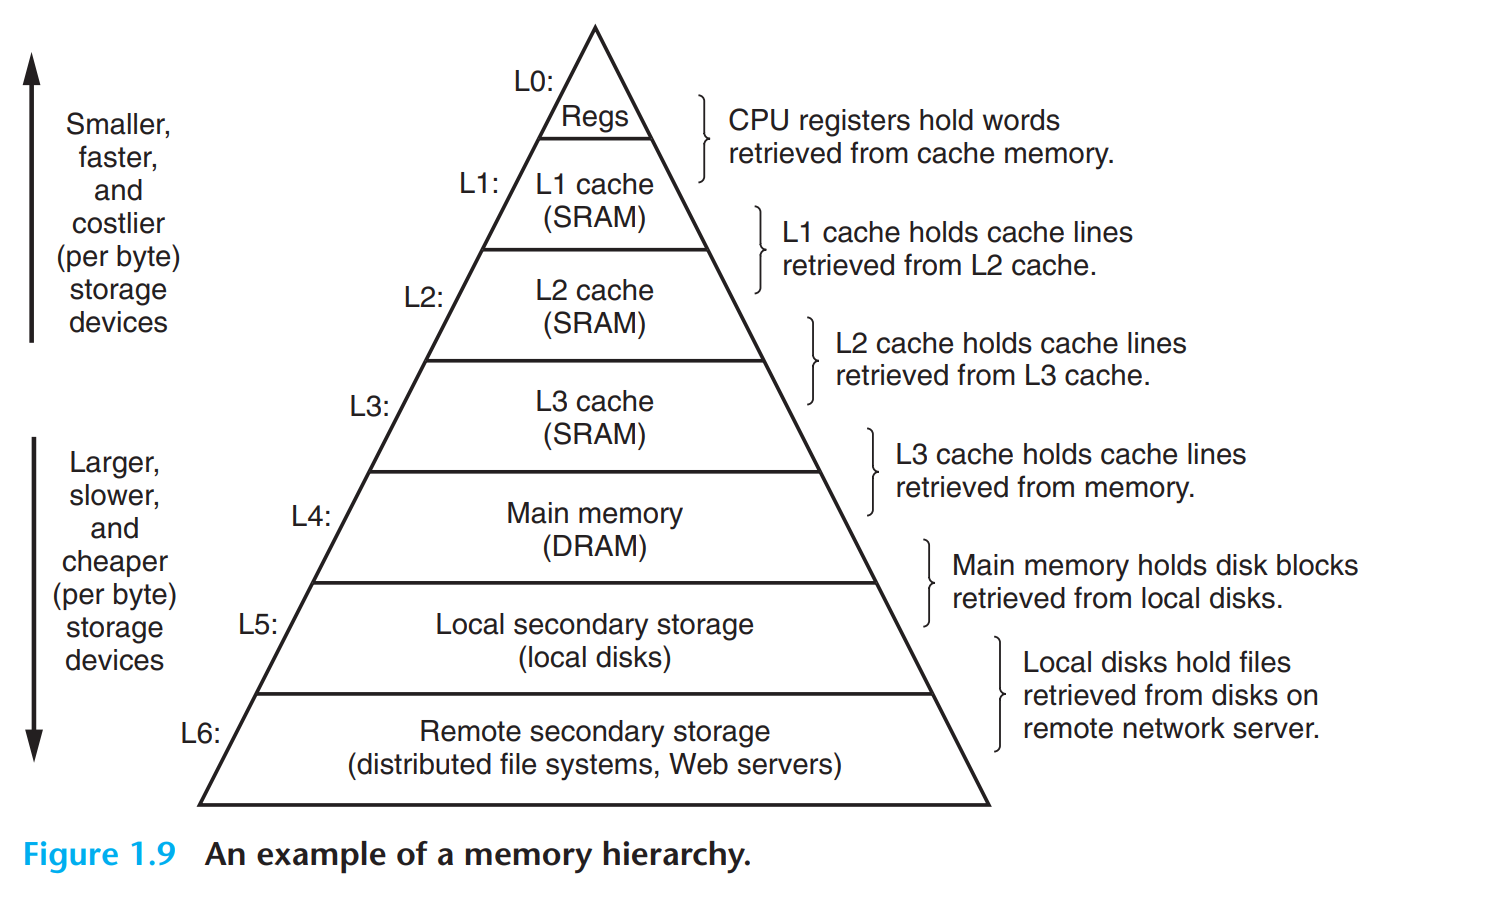 Smaller,
faster,
and
costlier
(per byte)
storage
devices
Larger,
slower,
and
cheaper
(per byte)
storage
devices
L0:
Regs
CPU registers hold words
retrieved from cache memory.
L1:
L1 cache
(SRAM)
L1 cache holds cache lines
retrieved from L2 cache.
L2:
L2 cache
(SRAM)
L2 cache holds cache lines
retrieved from L3 cache.
L3:
L3 cache
(SRAM)
L3 cache holds cache lines
retrieved from memory.
L4:
Main memory
(DRAM)
Main memory holds disk blocks
retrieved from local disks.
L5:
Local secondary storage
(local disks)
Local disks hold files
retrieved from disks on
remote network server.
L6:
Remote secondary storage
(distributed file systems, Web servers)
Figure 1.9 An example of a memory hierarchy.